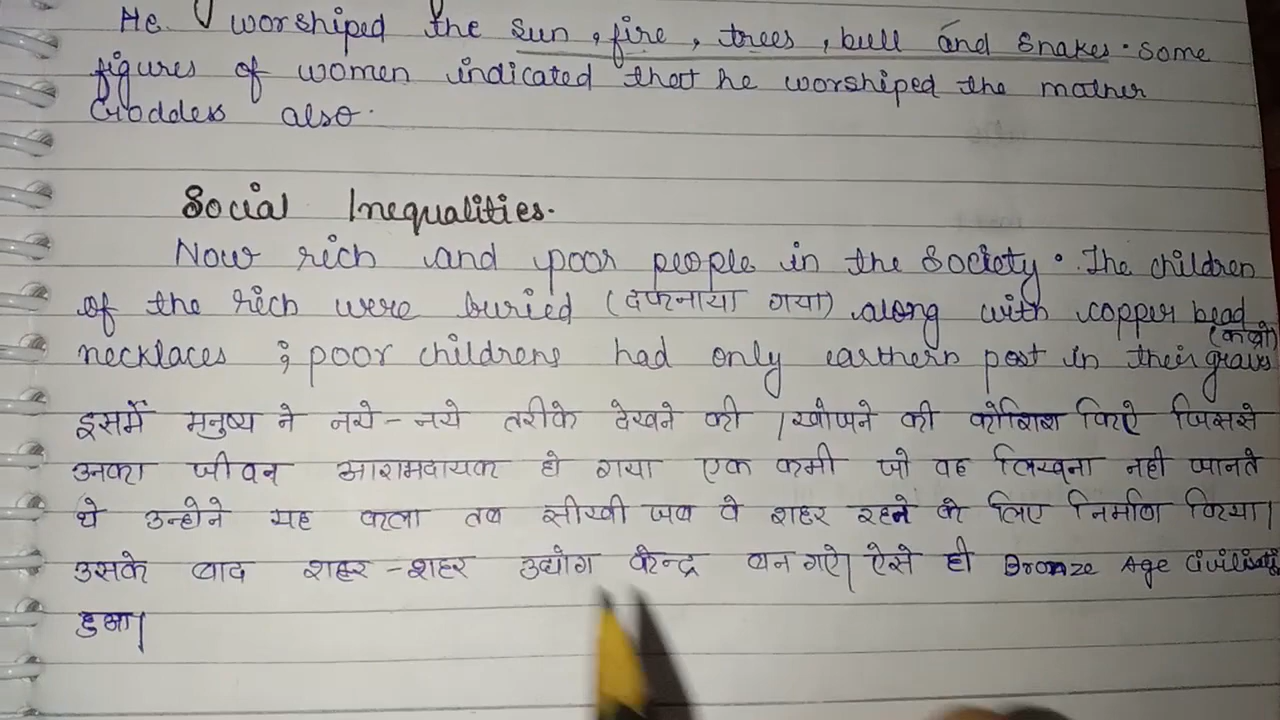 He worshiped the sun, fire, trees, bull and snakes. some
figures of women indicated that he worshiped the mother
Goddess also.
Social Inequalities.
Now rich and poor people in the Society. The children
of the rich were buried (दफनाया गया) along with copper bead
(कब्रो)
necklaces ; poor childrens had only earthern post in their graves
इसमें मनुष्य ने नये-नये तरीके देखने की / खोजने की कोशिश किऐ जिससे
उनका जीवन आरामदायक हो गया एक कमी जो वह लिखना नही जानते
थे उन्होने यह कला तब सीखी जब वे शहर रहने के लिए निर्माण किया।
उसके बाद शहर-शहर उद्योग केन्द्र बन गऐ। ऐसे ही Bronze Age
हुआ।